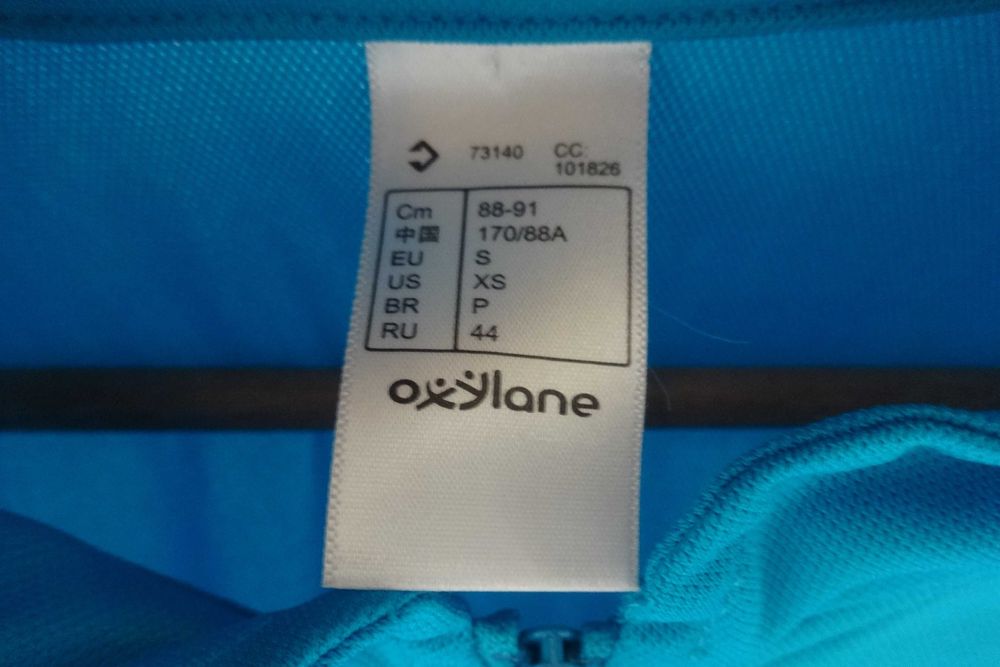 73140 CC:
101826
Cm 88-91
中国 170/88A
EU S
US XS
BR P
RU 44
oxylane